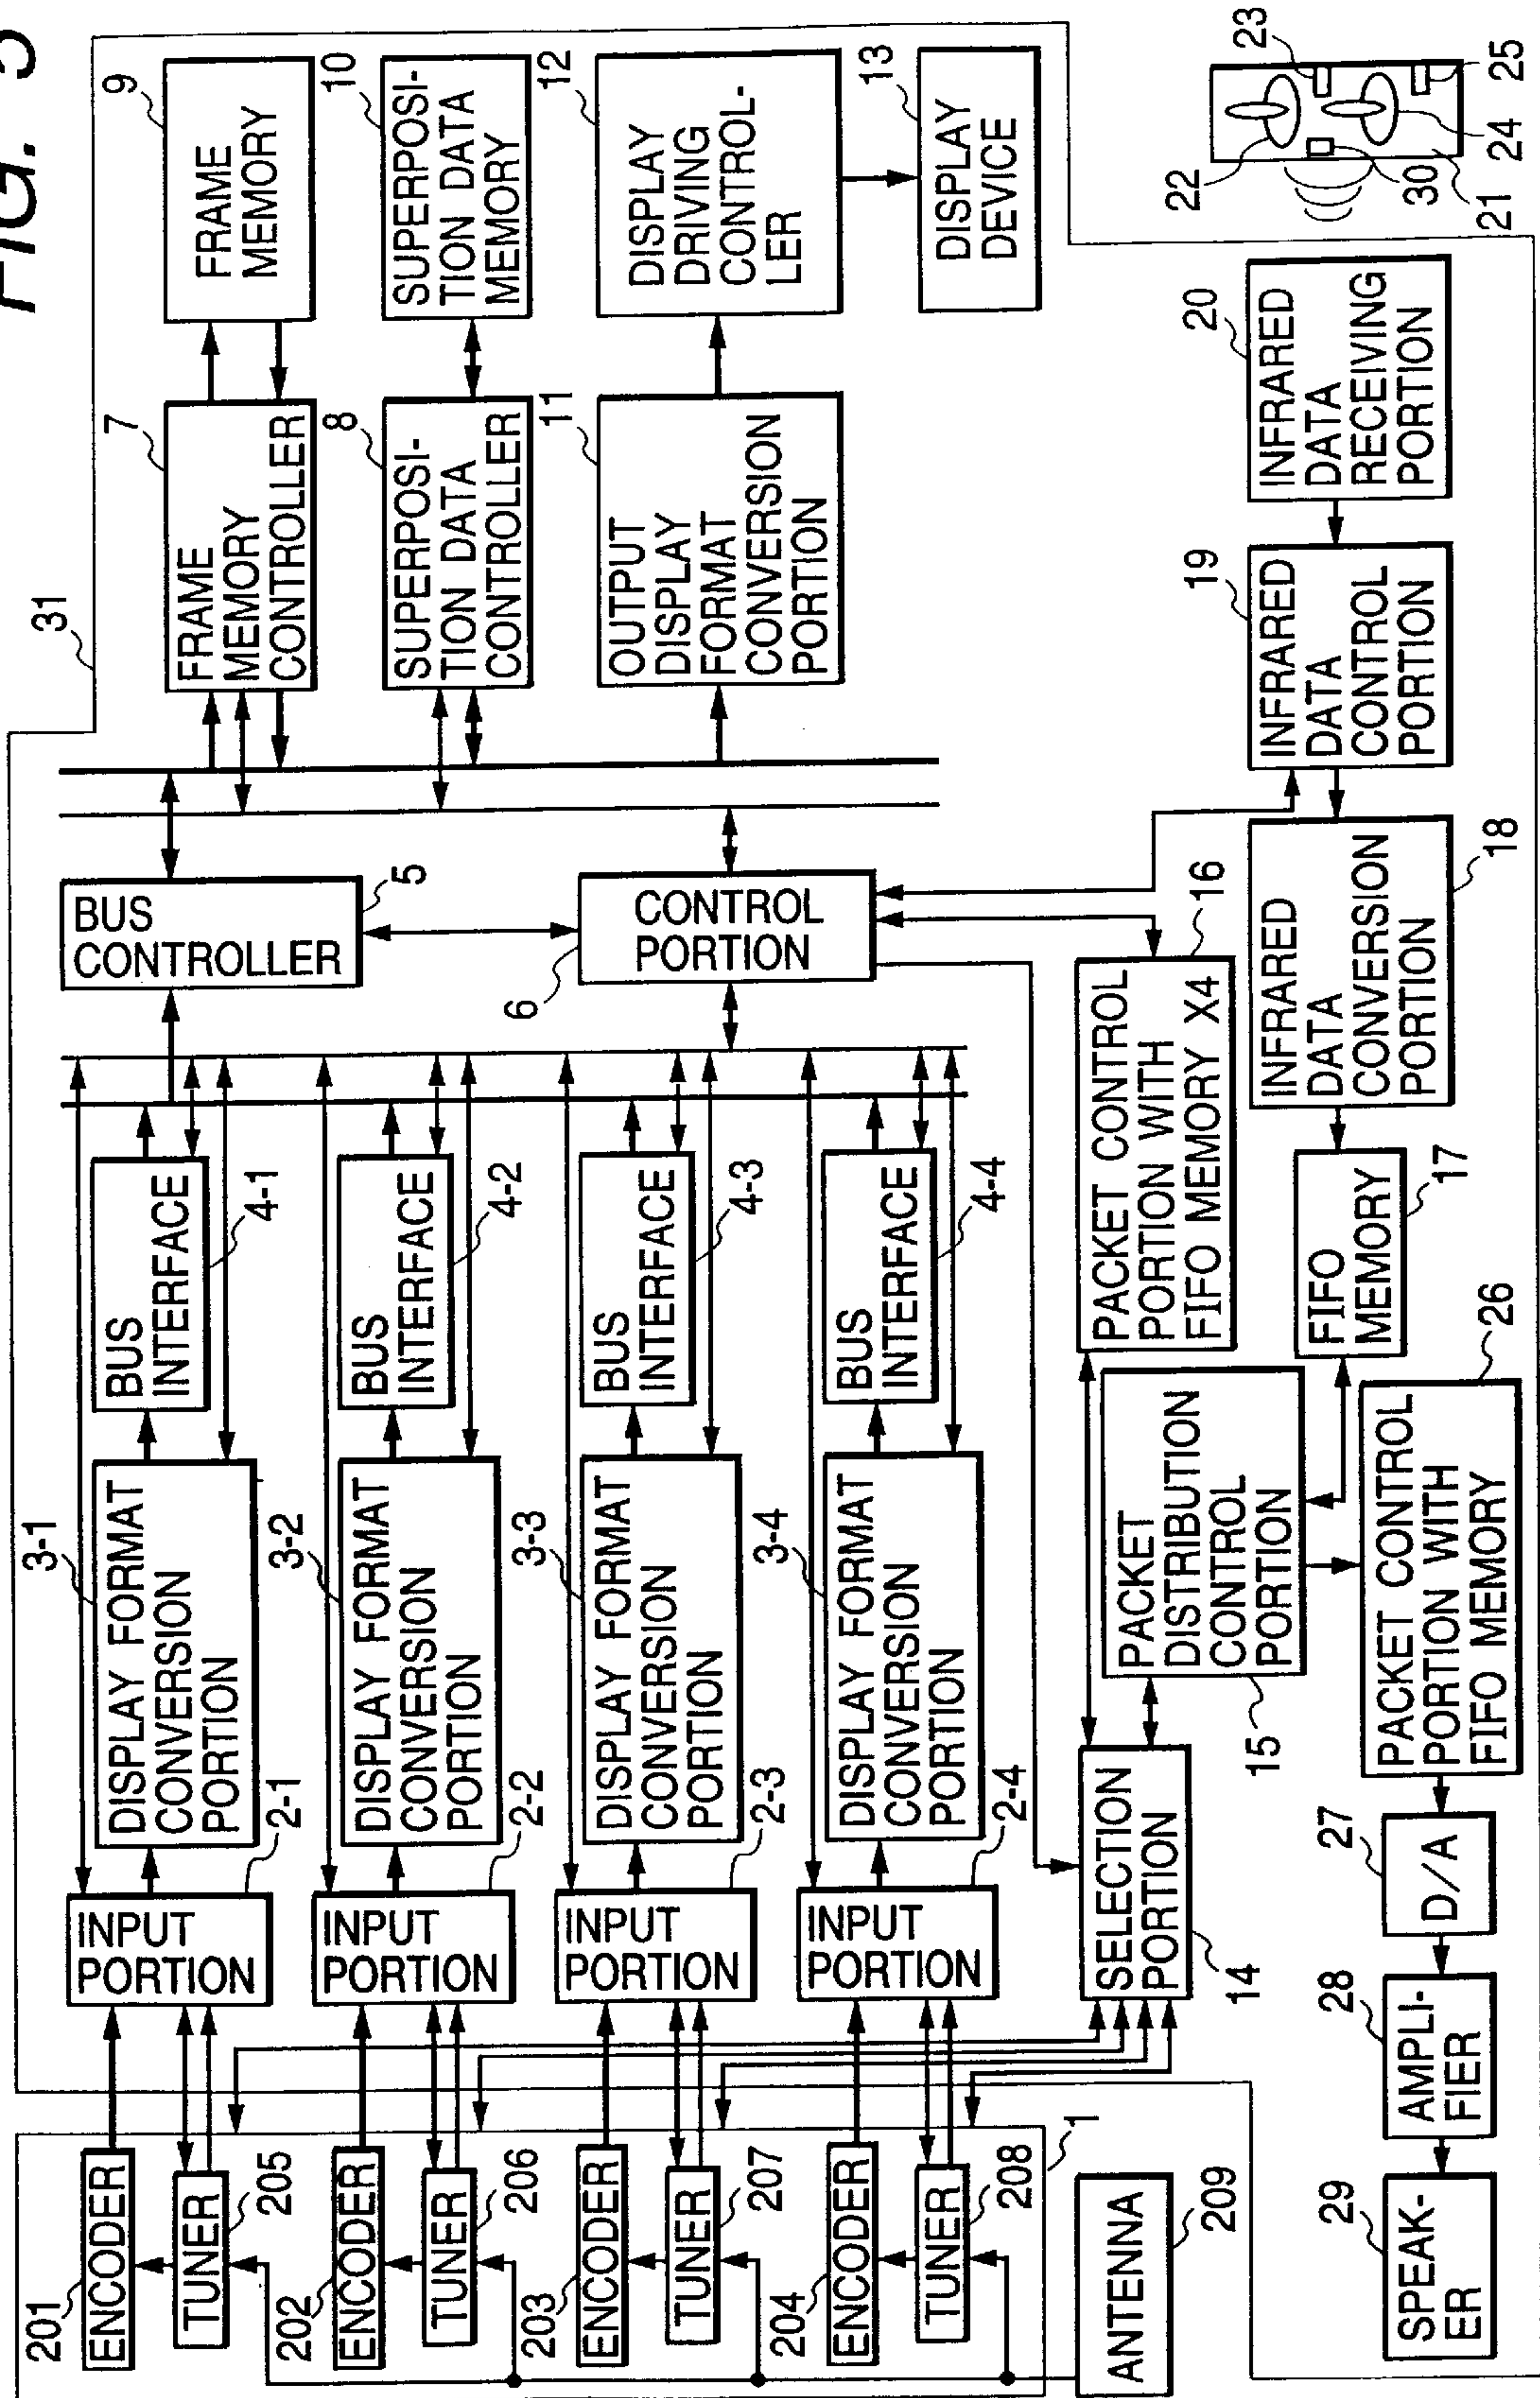 FIG.
31
201
ENCODER
TUNER
205
202
ENCODER
TUNER
206
203
ENCODER
TUNER
207
204
ENCODER
TUNER
208
1
ANTENNA
209
INPUT
PORTION
2-1
INPUT
PORTION
2-2
INPUT
PORTION
2-3
INPUT
PORTION
2-4
3-1
DISPLAY FORMAT
CONVERSION
PORTION
3-2
DISPLAY FORMAT
CONVERSION
PORTION
3-3
DISPLAY FORMAT
CONVERSION
PORTION
3-4
DISPLAY FORMAT
CONVERSION
PORTION
BUS
INTERFACE
4-1
BUS
INTERFACE
4-2
BUS
INTERFACE
4-3
BUS
INTERFACE
4-4
BUS
CONTROLLER
5
6
CONTROL
PORTION
7
FRAME
MEMORY
CONTROLLER
9
FRAME
MEMORY
8
SUPERPOSI-
TION DATA
CONTROLLER
10
SUPERPOSI-
TION DATA
MEMORY
11
OUTPUT
DISPLAY
FORMAT
CONVERSION
PORTION
12
DISPLAY
DRIVING
CONTROL-
LER
13
DISPLAY
DEVICE
SELECTION
PORTION
14
PACKET
DISTRIBUTION
CONTROL
PORTION
15
PACKET CONTROL
PORTION WITH
FIFO MEMORY X4
16
FIFO
MEMORY
17
INFRARED
DATA
CONVERSION
PORTION
18
19
INFRARED
DATA
CONTROL
PORTION
20
INFRARED
DATA
RECEIVING
PORTION
22
23
30
21
24
25
29
SPEAK-
ER
28
AMPLI-
FIER
27
D/A
PACKET CONTROL
PORTION WITH
FIFO MEMORY
26